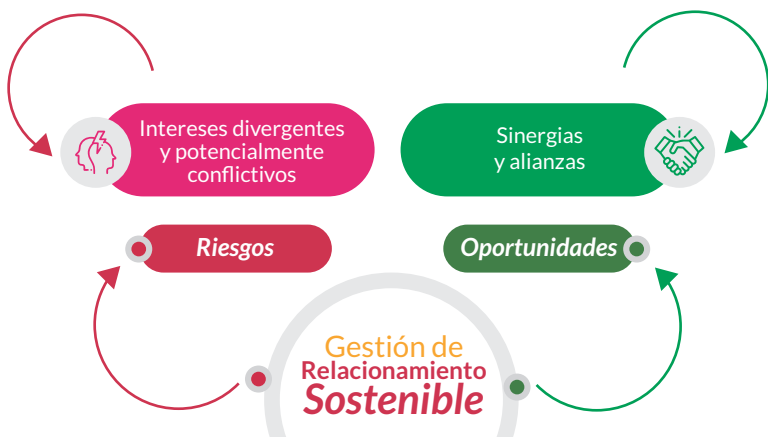 Intereses divergentes
y potencialmente
conflictivos
Sinergias
y alianzas
Riesgos
Oportunidades
Gestión de
Relacionamiento
Sostenible